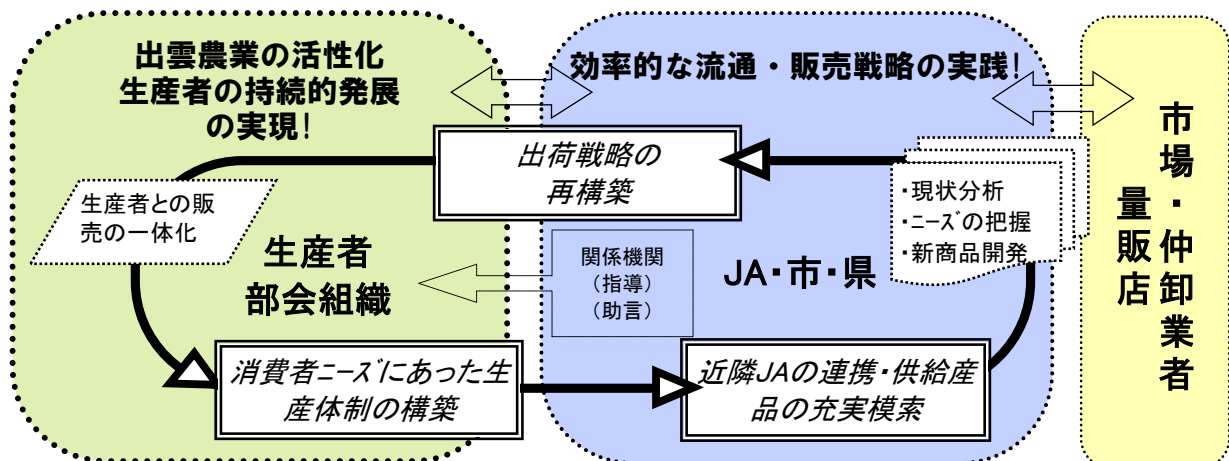 出雲農業の活性化
生産者の持続的発展
の実現!
効率的な流通・販売戦略の実践!
出荷戦略の
再構築
・現状分析
・ニーズの把握
・新商品開発
生産者との販
売の一体化
生産者
部会組織
関係機関
（指導）
（助言）
JA・市・県
消費者ニーズにあった生
産体制の構築
近隣JAの連携・供給産
品の充実模索
市場・仲卸業者
量販店